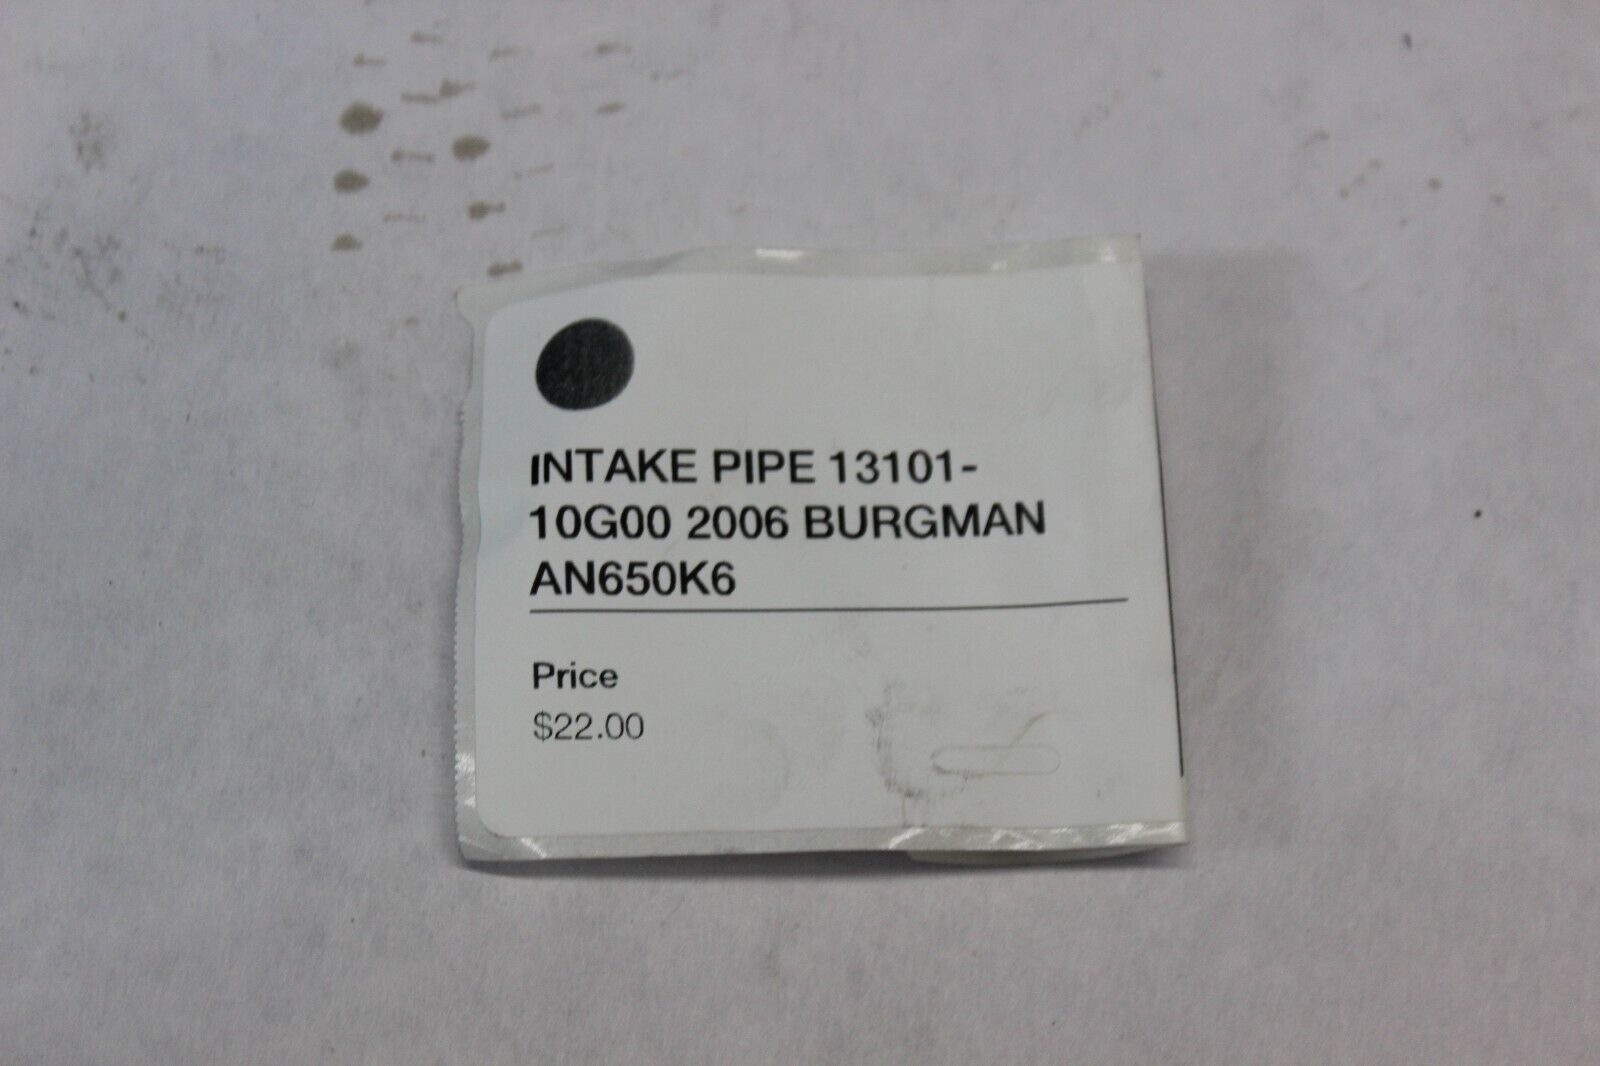 INTAKE PIPE 13101-
10G00 2006 BURGMAN
AN650K6
Price
$22.00